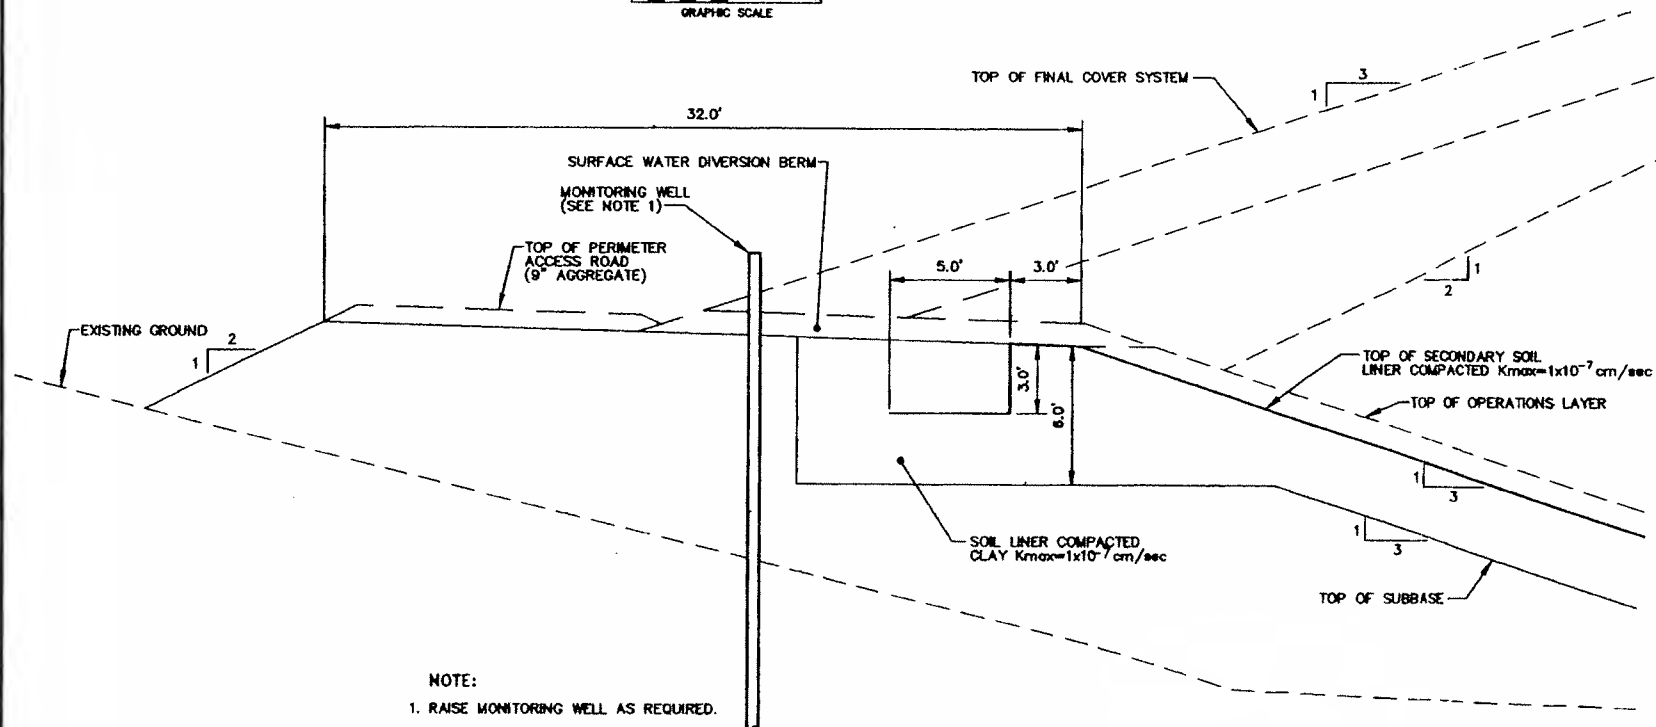 GRAPHIC SCALE
TOP OF FINAL COVER SYSTEM
3
1
32.0'
SURFACE WATER DIVERSION BERM
MONITORING WELL
(SEE NOTE 1)
TOP OF PERIMETER
ACCESS ROAD
(9" AGGREGATE)
5.0'
3.0'
1
2
EXISTING GROUND
2
1
3.0'
6.0'
TOP OF SECONDARY SOIL
LINER COMPACTED Kmax=1x10⁻⁷ cm/sec
TOP OF OPERATIONS LAYER
1
3
SOIL LINER COMPACTED
CLAY Kmax=1x10⁻⁷ cm/sec
1
3
TOP OF SUBBASE
NOTE:
1. RAISE MONITORING WELL AS REQUIRED.